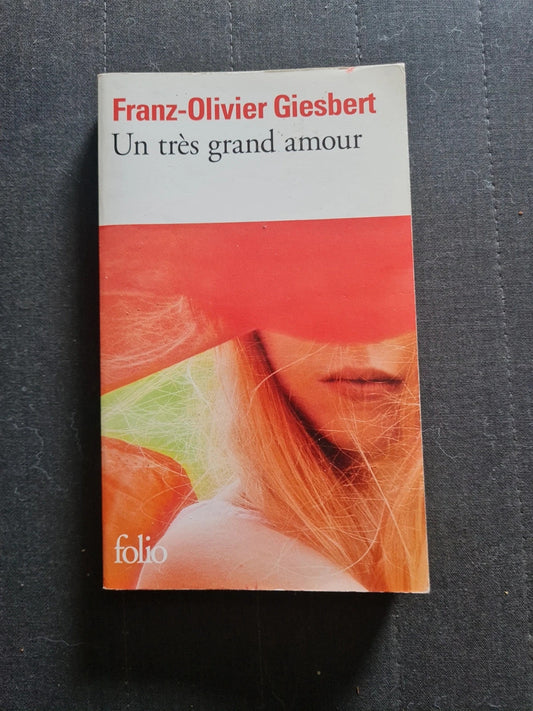 Franz-Olivier Giesbert
Un très grand amour
folio